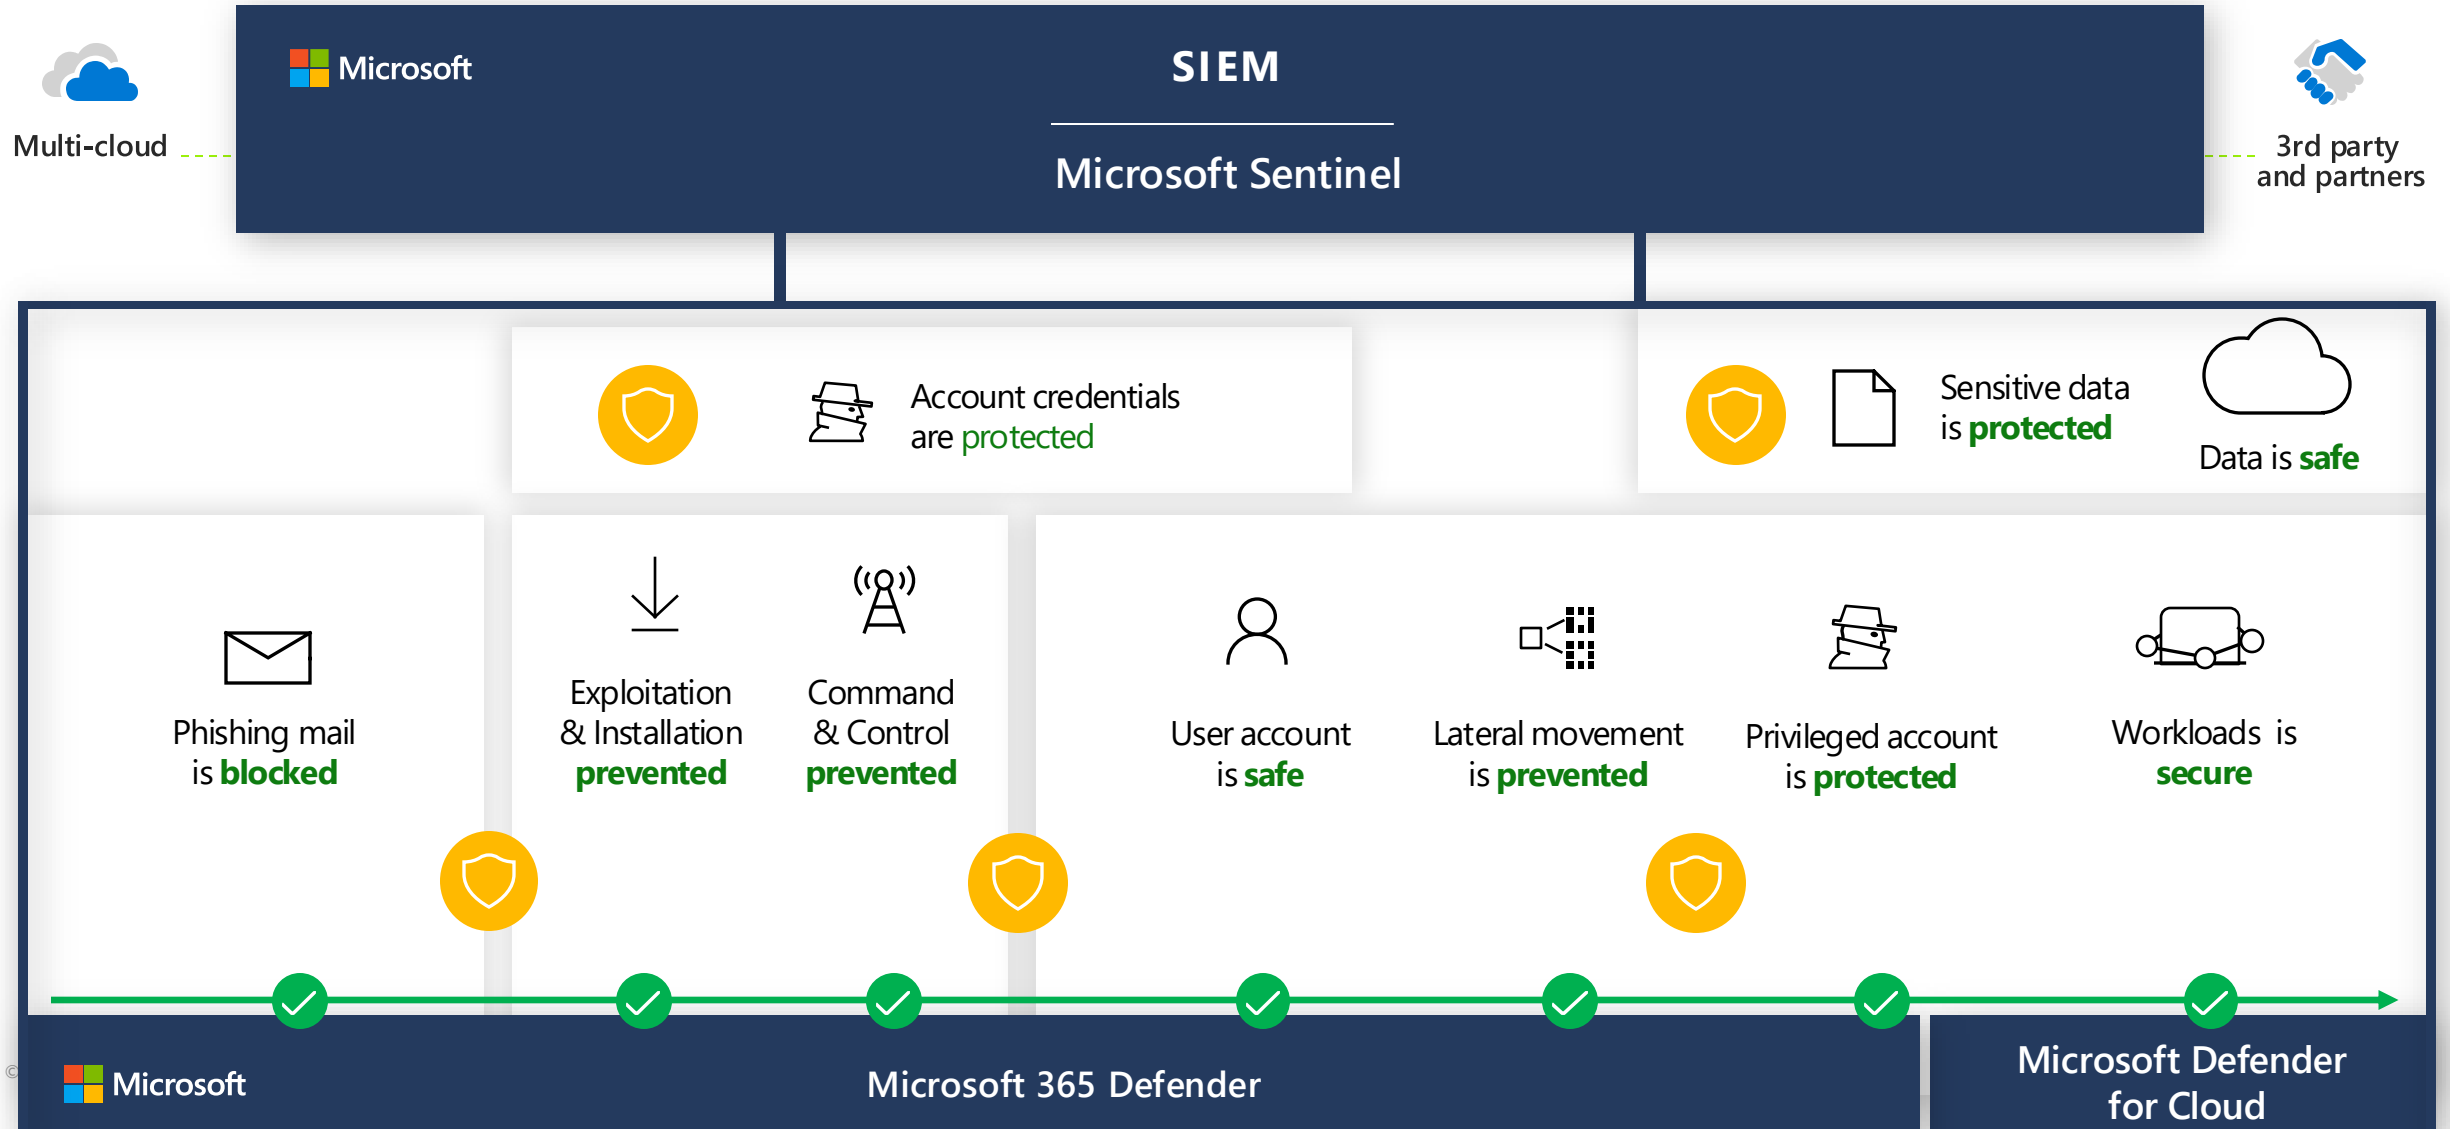 Microsoft
SIEM
Microsoft Sentinel
Multi-cloud
3rd party
and partners
Account credentials
are protected
Sensitive data
is protected
Data is safe
Phishing mail
is blocked
Exploitation
& Installation
prevented
Command
& Control
prevented
User account
is safe
Lateral movement
is prevented
Privileged account
is protected
Workloads is
secure
©
Microsoft
Microsoft 365 Defender
Microsoft Defender
for Cloud